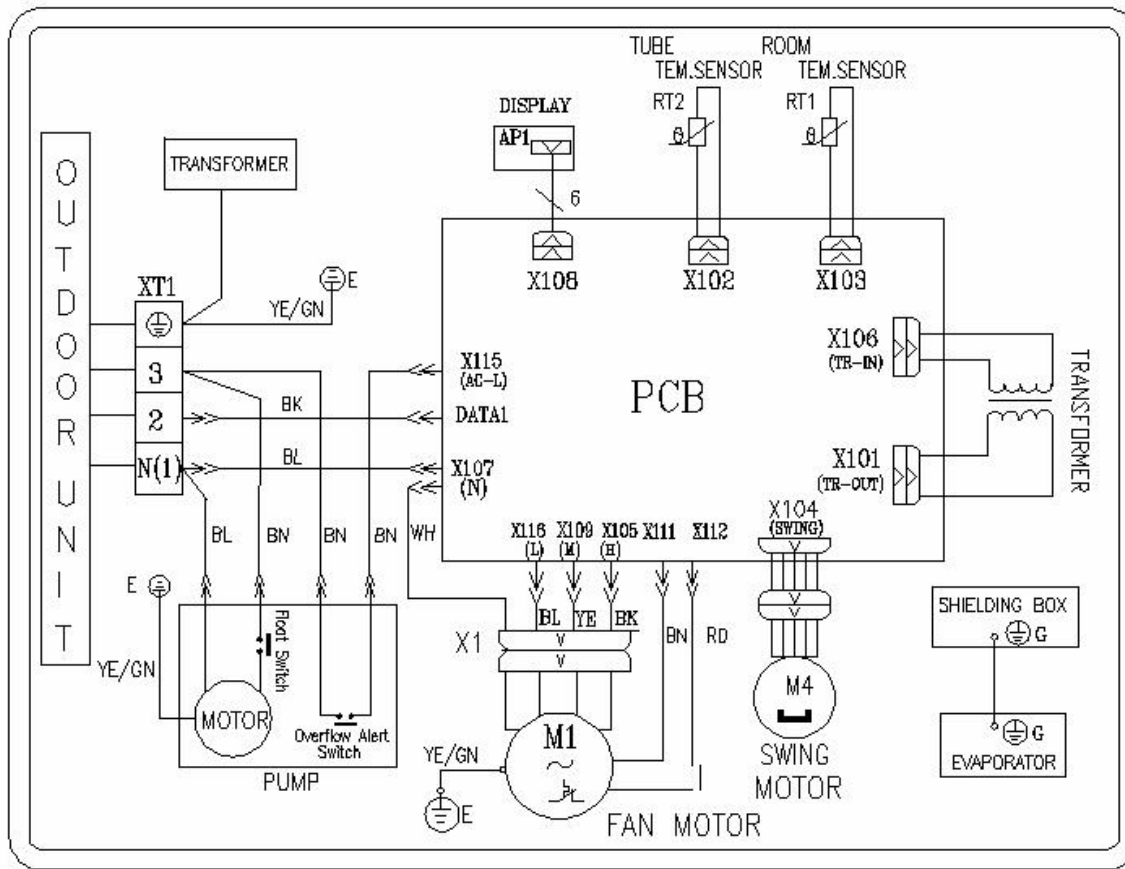 TUBE
TEM.SENSOR
RT2
ROOM
TEM.SENSOR
RT1
θ
θ
DISPLAY
AP1
6
OUTDOOR UNIT
TRANSFORMER
XT1
3
2
N(1)
YE/GN
E
BK
BL
X108
X102
X103
X115
(AC-L)
DATA1
X107
(N)
PCB
X106
(TR-IN)
X101
(TR-OUT)
TRANSFORMER
X104
(SWING)
X116
(L)
X109
(M)
X105
(H)
X111
X112
BL
BN
BN
BN
WH
E
YE/GN
Float Switch
MOTOR
Overflow Alert
Switch
PUMP
X1
BL
YE
BK
BN
RD
M1
YE/GN
E
FAN MOTOR
M4
SWING
MOTOR
SHIELDING BOX
G
G
EVAPORATOR